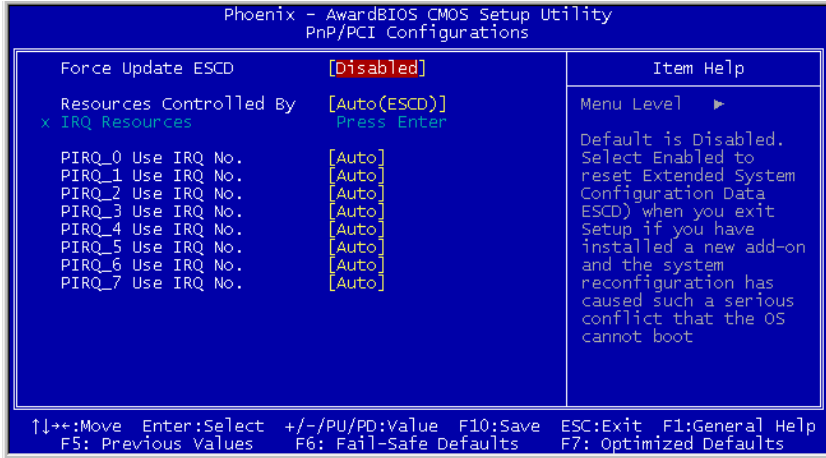 Phoenix - AwardBIOS CMOS Setup Utility
PnP/PCI Configurations
Force Update ESCD [Disabled]
Resources Controlled By [Auto(ESCD)]
x IRQ Resources Press Enter
PIRQ_0 Use IRQ No. [Auto]
PIRQ_1 Use IRQ No. [Auto]
PIRQ_2 Use IRQ No. [Auto]
PIRQ_3 Use IRQ No. [Auto]
PIRQ_4 Use IRQ No. [Auto]
PIRQ_5 Use IRQ No. [Auto]
PIRQ_6 Use IRQ No. [Auto]
PIRQ_7 Use IRQ No. [Auto]
Item Help
Menu Level ►
Default is Disabled.
Select Enabled to
reset Extended System
Configuration Data
ESCD) when you exit
Setup if you have
installed a new add-on
and the system
reconfiguration has
caused such a serious
conflict that the OS
cannot boot
↑↓→←:Move Enter:Select +/-/PU/PD:Value F10:Save ESC:Exit F1:General Help
F5: Previous Values F6: Fail-Safe Defaults F7: Optimized Defaults